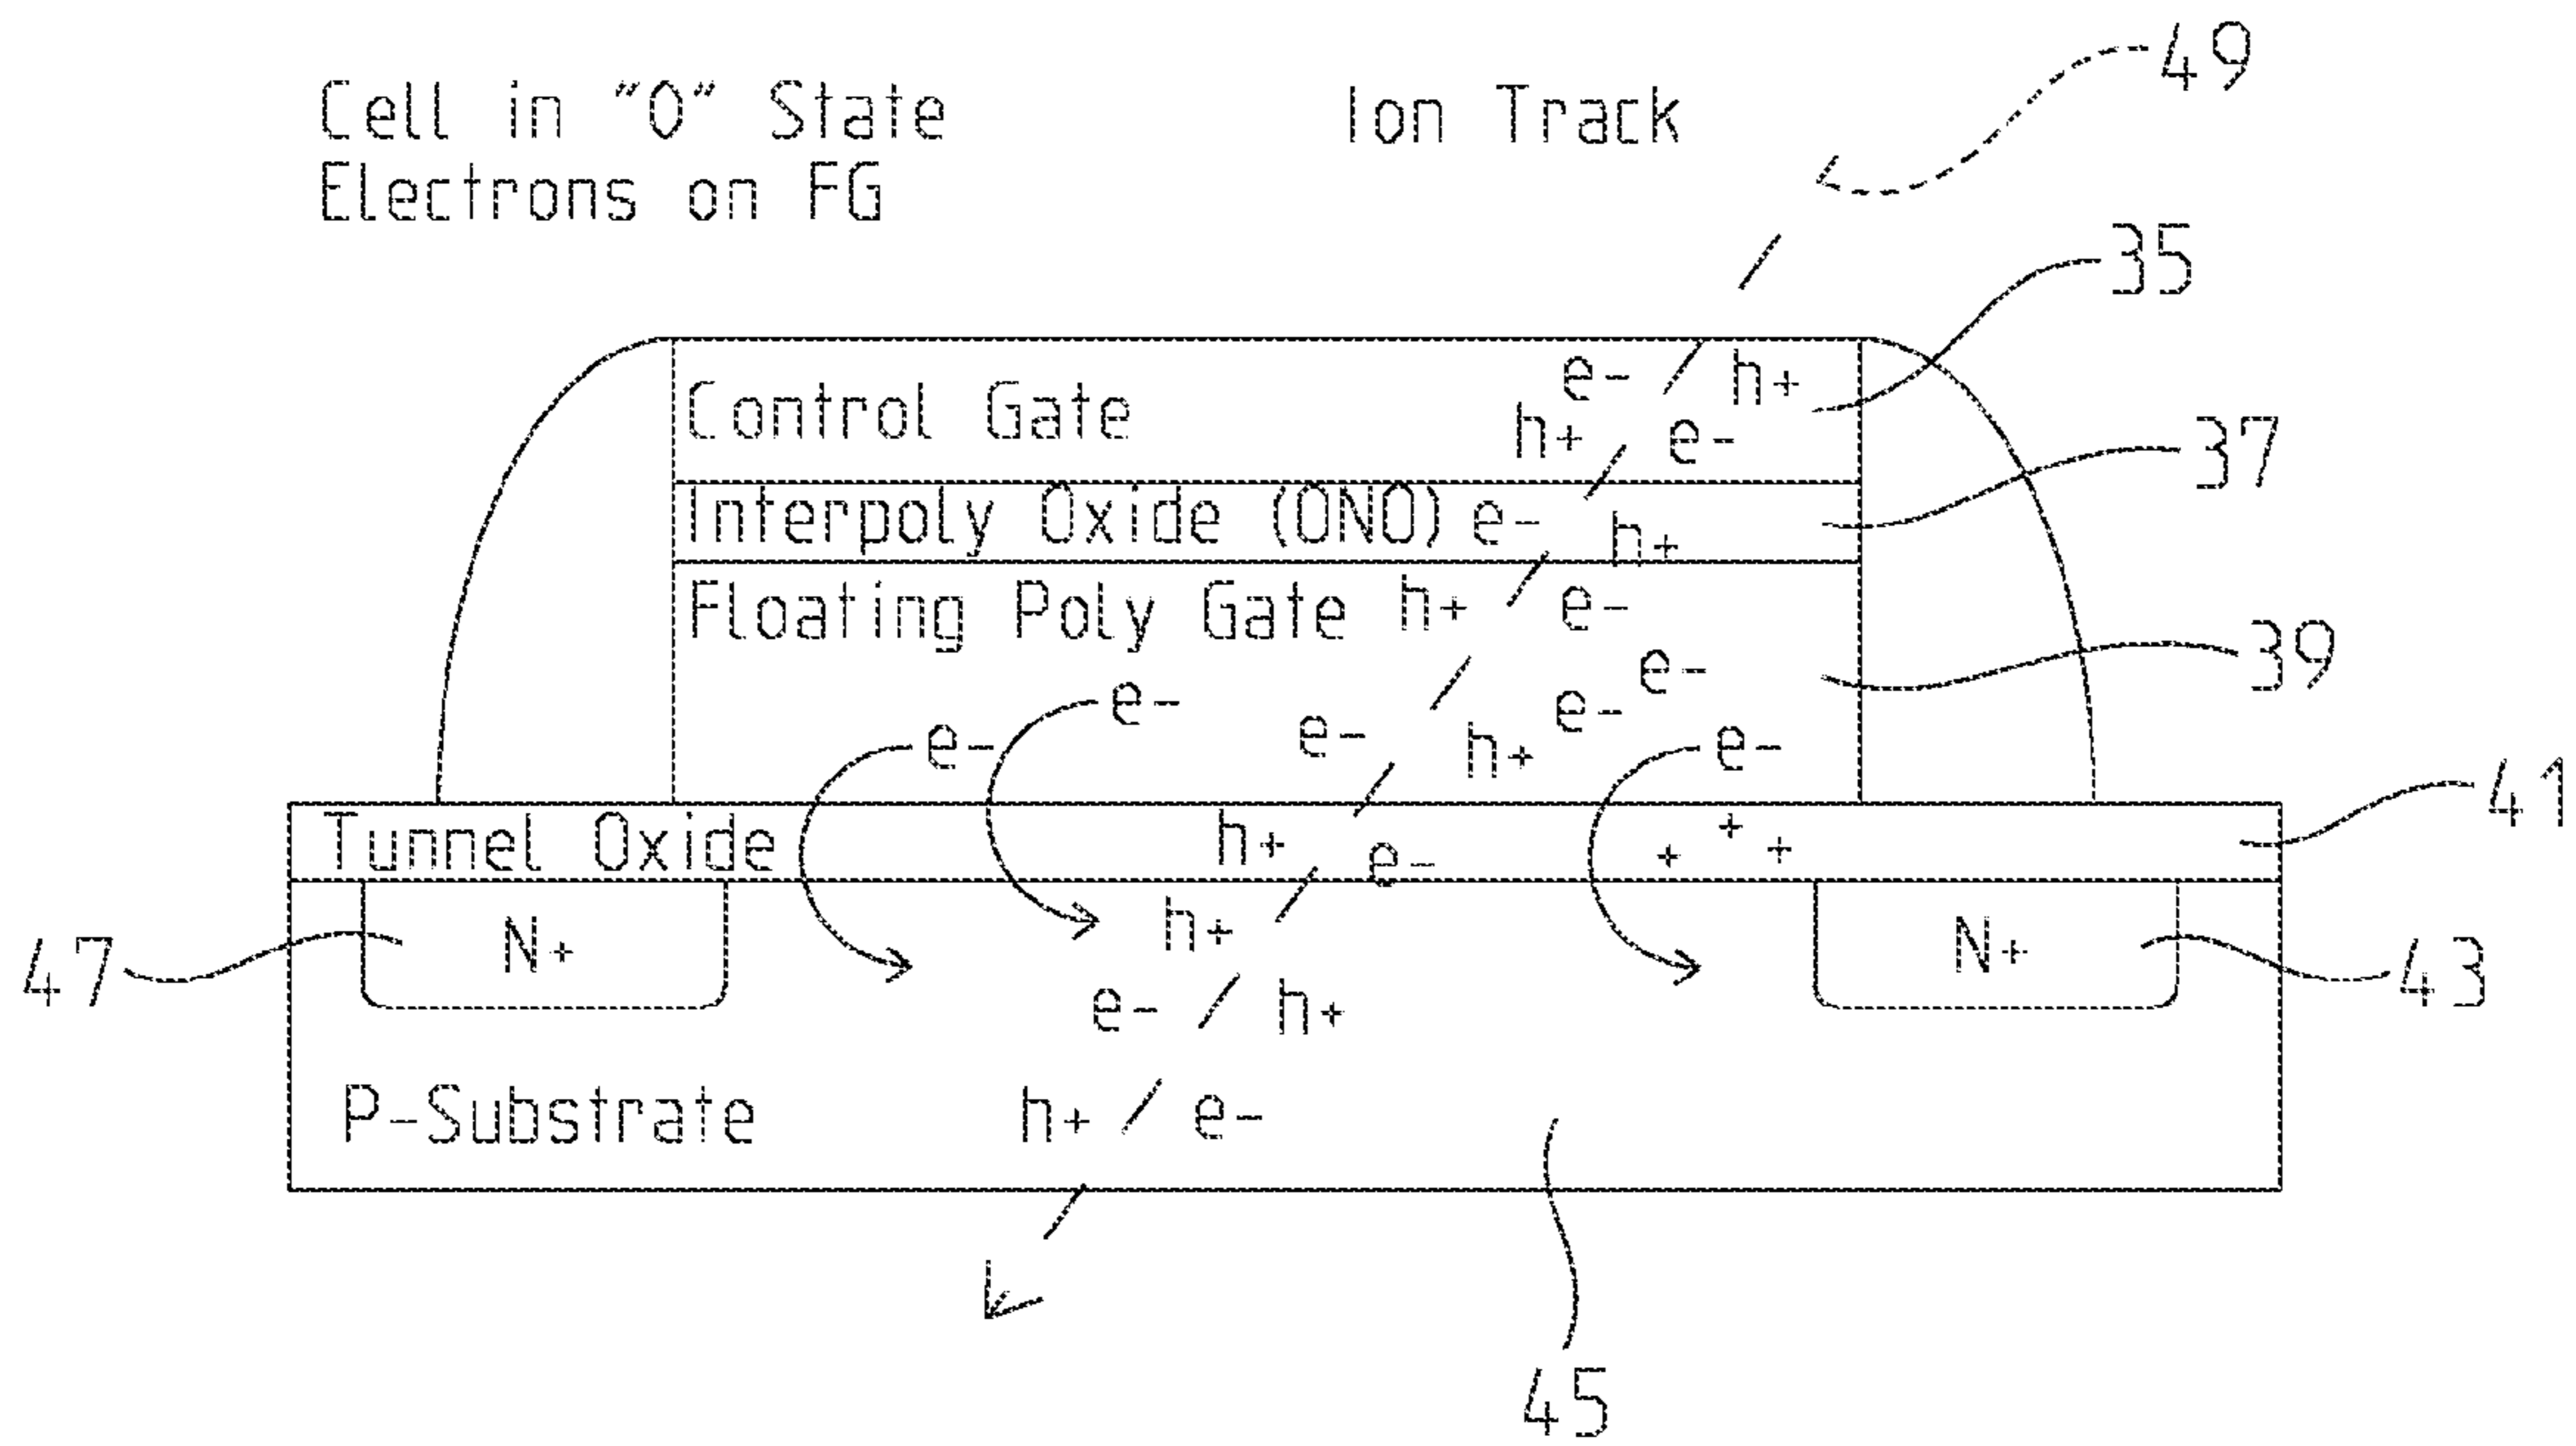 Cell in "0" State
Electrons on FG
Ion Track
49
35
e- h+
Control Gate
h+ e-
37
Interpoly Oxide (ONO) e- h+
Floating Poly Gate h+ e-
39
e-
e- e-
e- e- h+ e-
41
Tunnel Oxide h+ e- + + +
47 N+ h+ N+ 43
e- h+
P-Substrate h+ e-
45